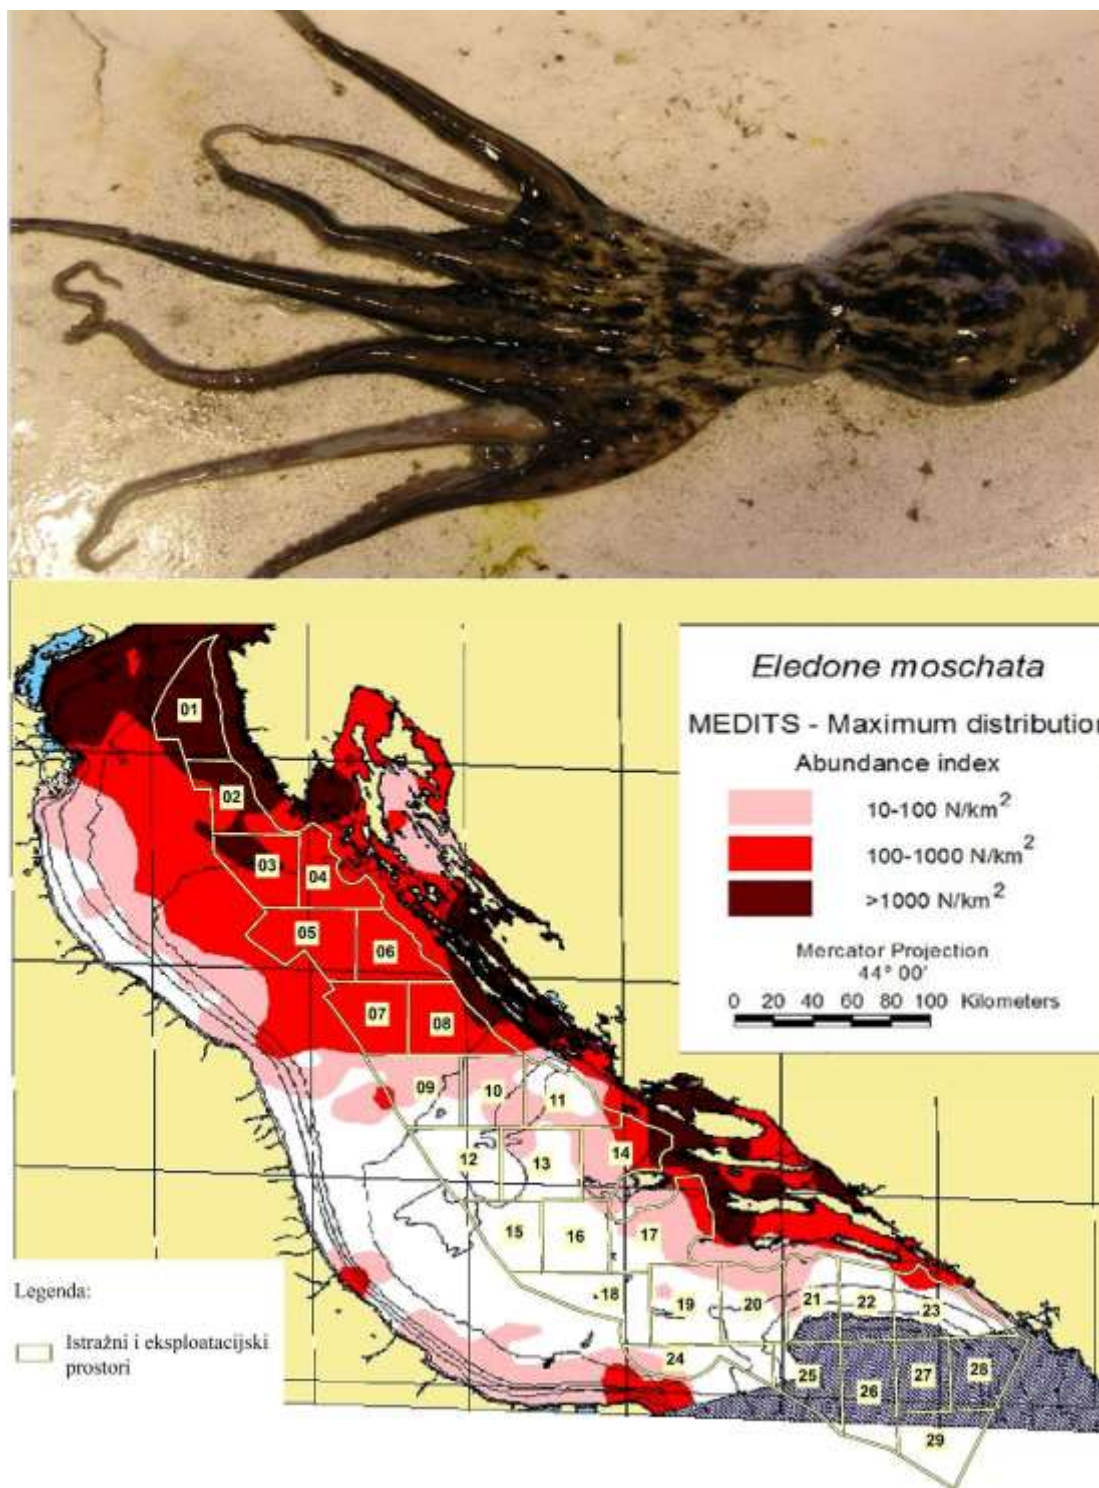 Eledone moschata
MEDITS - Maximum distribution
Abundance index
10-100 N/km²
100-1000 N/km²
>1000 N/km²
Mercator Projection
44° 00'
0 20 40 60 80 100 Kilometers
01
02
03
04
05
06
07
08
09
10
11
12
13
14
15
16
17
18
19
20
21
22
23
24
25
26
27
28
29
Legenda:
Istražni i eksploatacijski
prostori